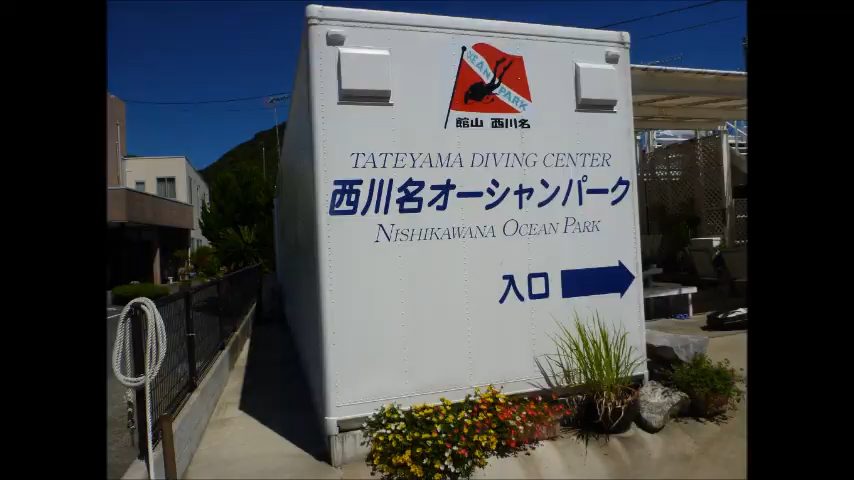 OCEAN PARK
館山 西川名
TATEYAMA DIVING CENTER
西川名オーシャンパーク
NISHIKAWANA OCEAN PARK
入口